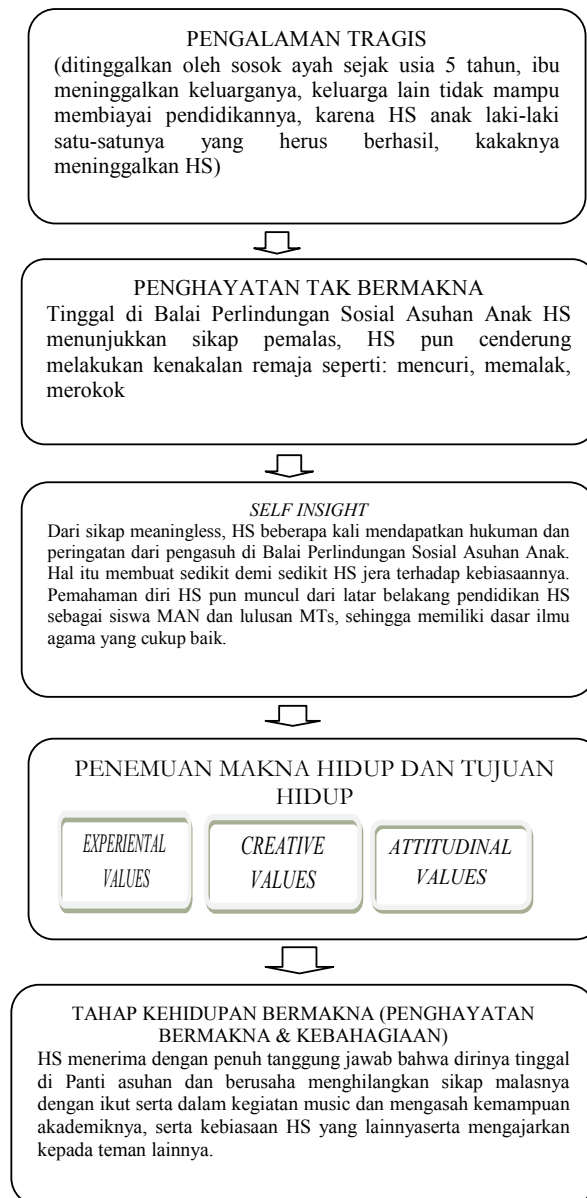 PENGALAMAN TRAGIS
(ditinggalkan oleh sosok ayah sejak usia 5 tahun, ibu
meninggalkan keluarganya, keluarga lain tidak mampu
membiayai pendidikannya, karena HS anak laki-laki
satu-satunya yang herus berhasil, kakaknya
meninggalkan HS)
PENGHAYATAN TAK BERMAKNA
Tinggal di Balai Perlindungan Sosial Asuhan Anak HS
menunjukkan sikap pemalas, HS pun cenderung
melakukan kenakalan remaja seperti: mencuri, memalak,
merokok
SELF INSIGHT
Dari sikap meaningless, HS beberapa kali mendapatkan hukuman dan
peringatan dari pengasuh di Balai Perlindungan Sosial Asuhan Anak.
Hal itu membuat sedikit demi sedikit HS jera terhadap kebiasaannya.
Pemahaman diri HS pun muncul dari latar belakang pendidikan HS
sebagai siswa MAN dan lulusan MTs, sehingga memiliki dasar ilmu
agama yang cukup baik.
PENEMUAN MAKNA HIDUP DAN TUJUAN
HIDUP
EXPERIENTAL
VALUES
CREATIVE
VALUES
ATTITUDINAL
VALUES
TAHAP KEHIDUPAN BERMAKNA (PENGHAYATAN
BERMAKNA & KEBAHAGIAAN)
HS menerima dengan penuh tanggung jawab bahwa dirinya tinggal
di Panti asuhan dan berusaha menghilangkan sikap malasnya
dengan ikut serta dalam kegiatan music dan mengasah kemampuan
akademiknya, serta kebiasaan HS yang lainnyaserta mengajarkan
kepada teman lainnya.